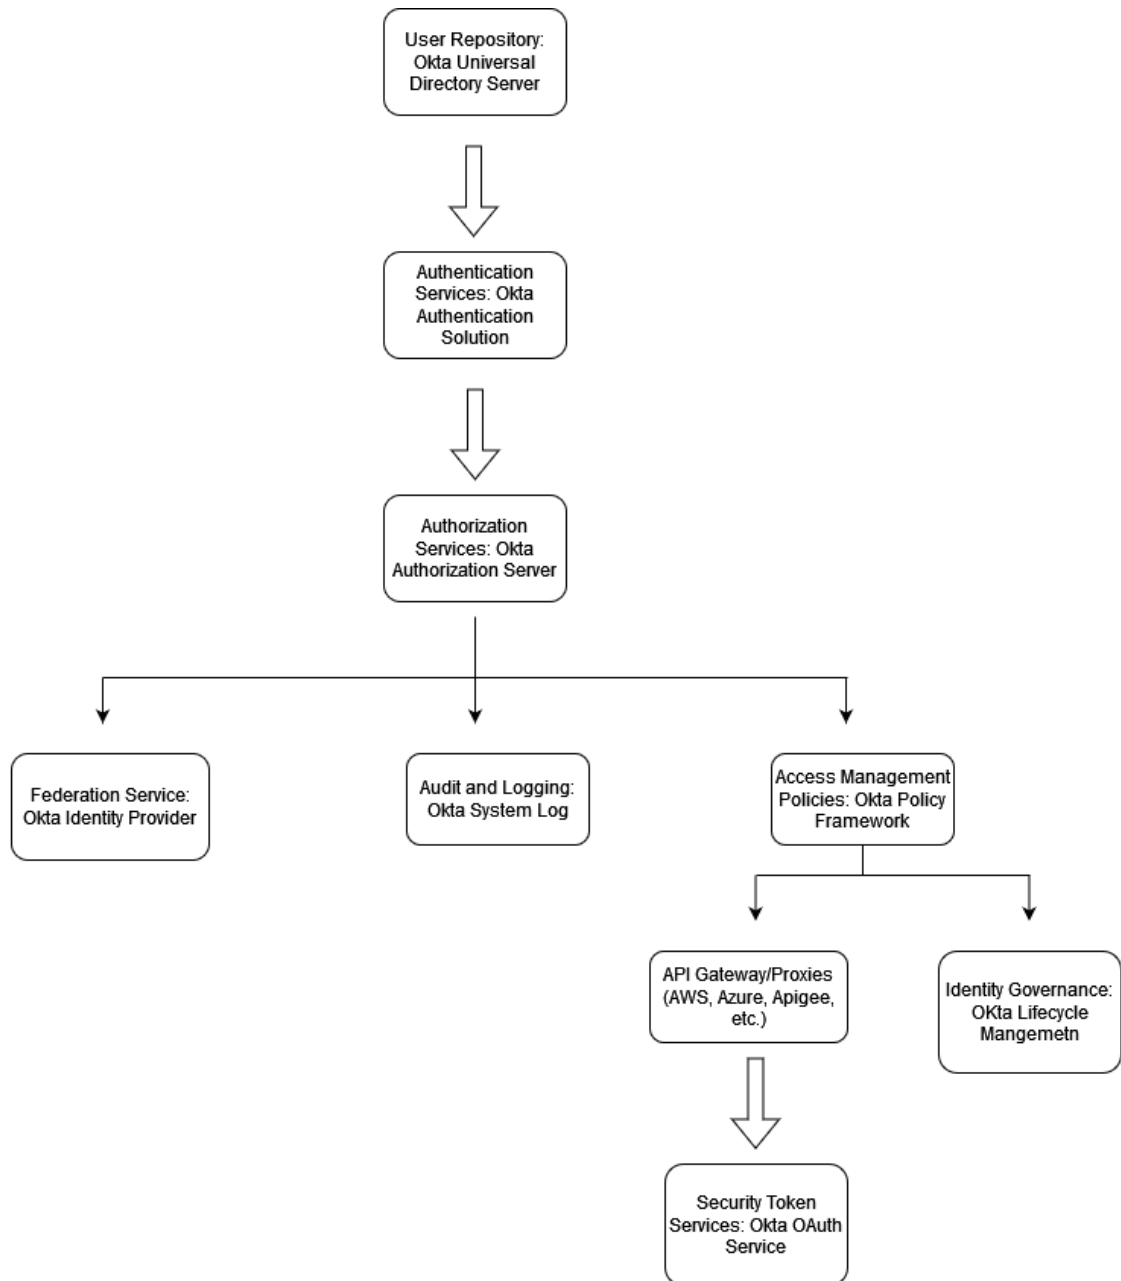 User Repository:
Okta Universal
Directory Server
Authentication
Services: Okta
Authentication
Solution
Authorization
Services: Okta
Authorization Server
Federation Service:
Okta Identity Provider
Audit and Logging:
Okta System Log
Access Management
Policies: Okta Policy
Framework
API Gateway/Proxies
(AWS, Azure, Apigee,
etc.)
Identity Governance:
OKta Lifecycle
Mangemetn
Security Token
Services: Okta OAuth
Service